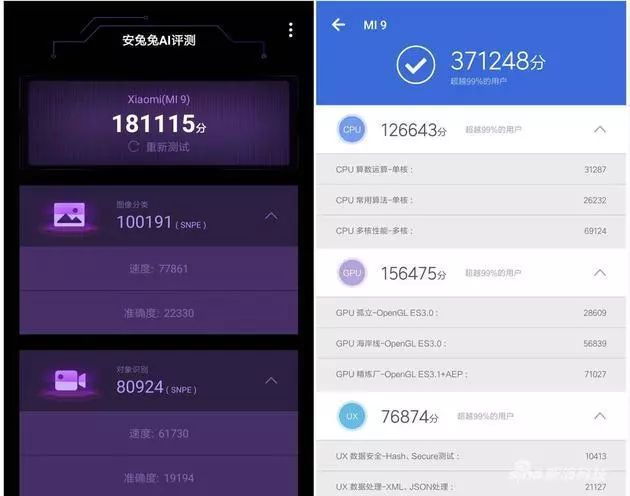 安兔兔AI评测
Xiaomi(MI 9)
181115分
重新测试
图像分类
100191 ( SNPE )
速度: 77861
准确度: 22330
对象识别
80924 ( SNPE )
速度: 61730
准确度: 19194
MI 9
371248分
超越99%的用户
CPU 126643分 超越99%的用户
CPU 算数运算-单核 : 31287
CPU 常用算法-单核 : 26232
CPU 多核性能-多核 : 69124
GPU 156475分 超越99%的用户
GPU 孤立-OpenGL ES3.0 : 28609
GPU 海岸线-OpenGL ES3.0 : 56839
GPU 精炼厂-OpenGL ES3.1+AEP : 71027
UX 76874分 超越99%的用户
UX 数据安全-Hash、Secure测试 : 10413
UX 数据处理-XML、JSON处理 : 21127
sina 新浪科技